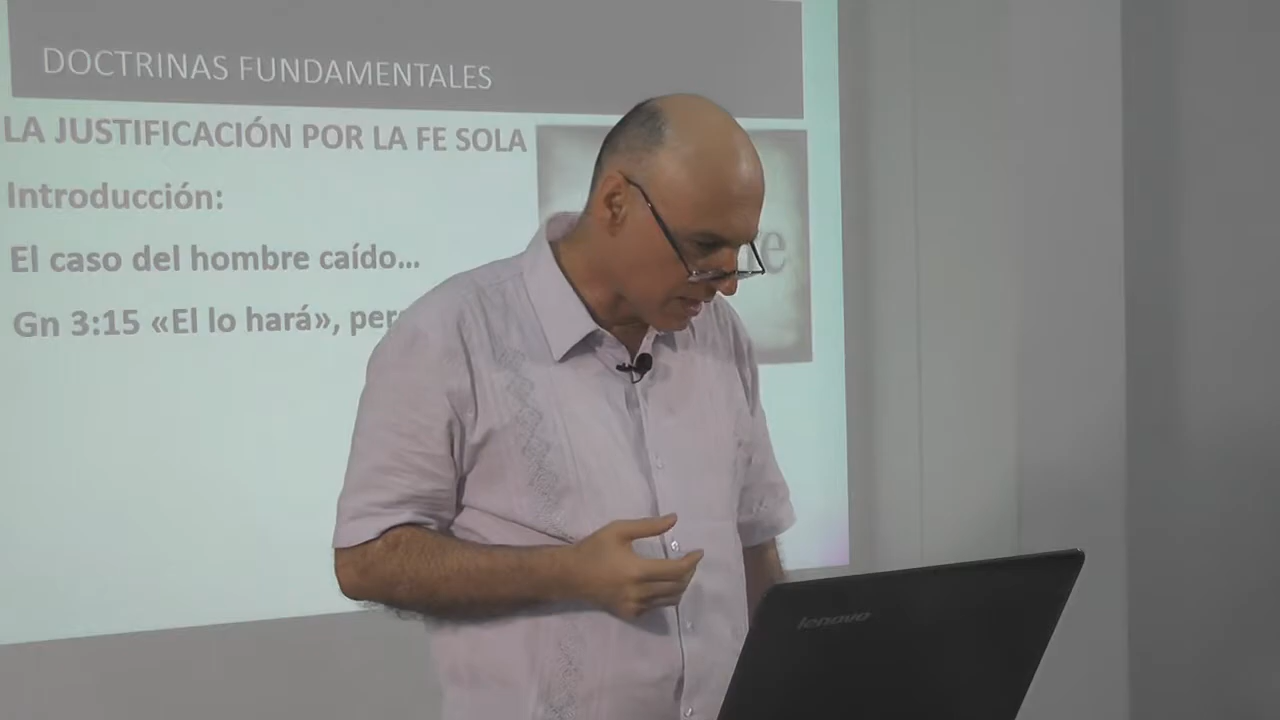 DOCTRINAS FUNDAMENTALES
LA JUSTIFICACIÓN POR LA FE SOLA
Introducción:
El caso del hombre caído...
Gn 3:15 «El lo hará», per
lenovo